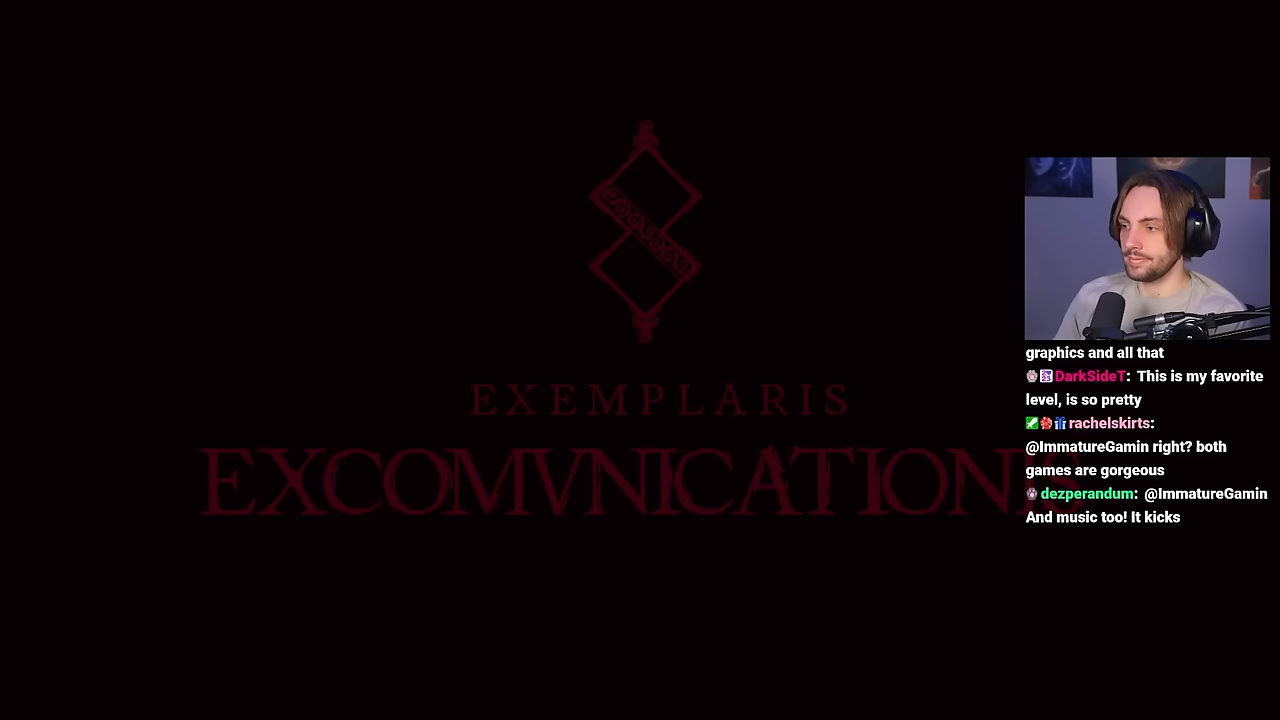 EXEMPLARIS
EXCOMVNICATIONIS
graphics and all that
DarkSideT: This is my favorite
level, is so pretty
rachelskirts:
@ImmatureGamin right? both
games are gorgeous
dezperandum: @ImmatureGamin
And music too! It kicks